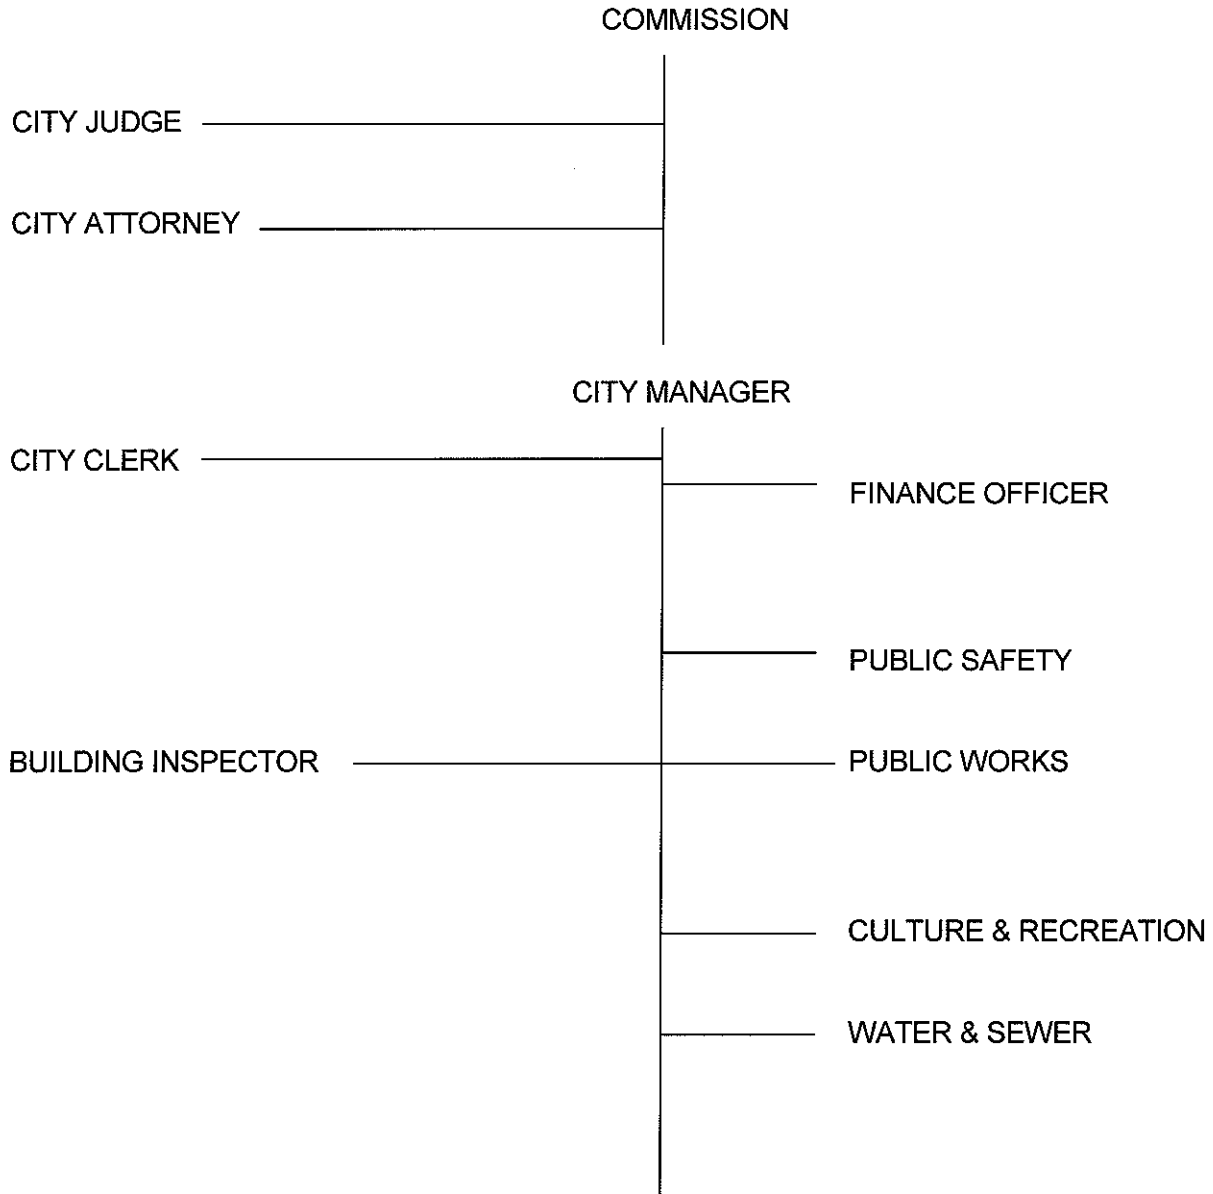 COMMISSION
CITY JUDGE
CITY ATTORNEY
CITY MANAGER
CITY CLERK
FINANCE OFFICER
PUBLIC SAFETY
BUILDING INSPECTOR
PUBLIC WORKS
CULTURE & RECREATION
WATER & SEWER